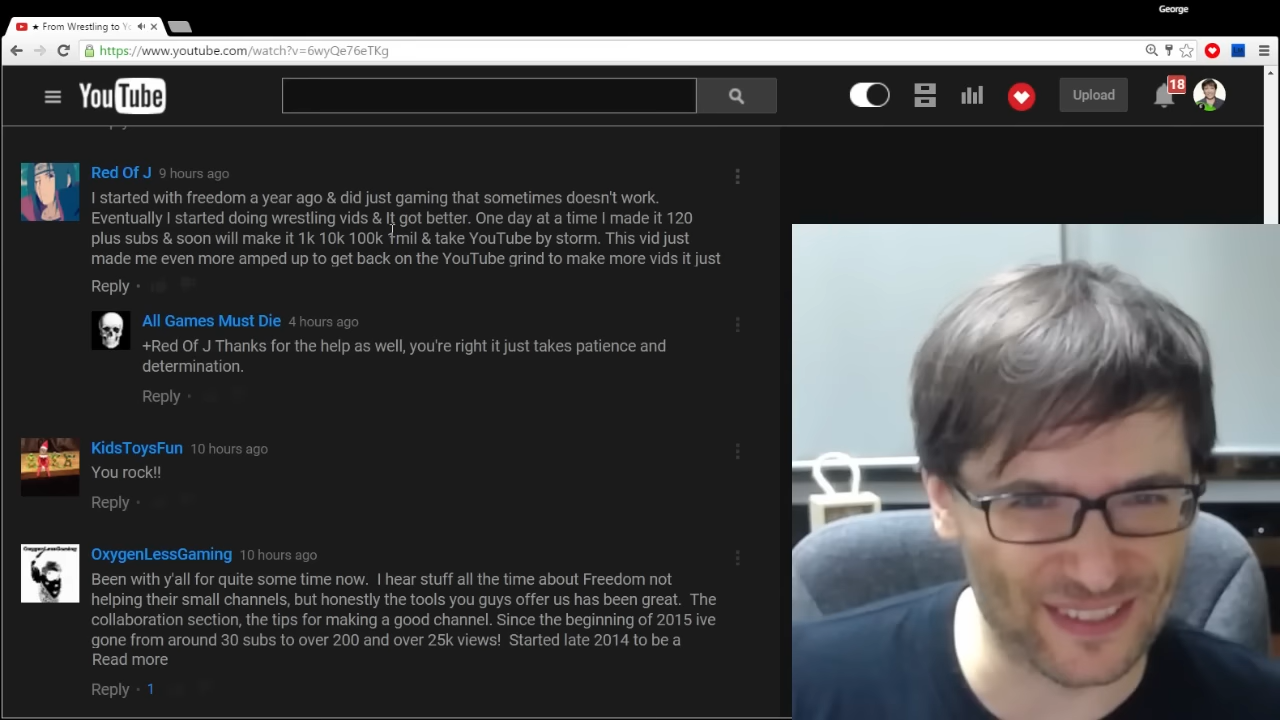 George
★ From Wrestling to Yo
https://www.youtube.com/watch?v=6wyQe76eTKg
YouTube
Upload
18
Red Of J 9 hours ago
I started with freedom a year ago & did just gaming that sometimes doesn't work.
Eventually I started doing wrestling vids & It got better. One day at a time I made it 120
plus subs & soon will make it 1k 10k 100k 1mil & take YouTube by storm. This vid just
made me even more amped up to get back on the YouTube grind to make more vids it just
Reply •
All Games Must Die 4 hours ago
+Red Of J Thanks for the help as well, you're right it just takes patience and
determination.
Reply •
KidsToysFun 10 hours ago
You rock!!
Reply •
OxygenLessGaming
OxygenLessGaming 10 hours ago
Been with y'all for quite some time now. I hear stuff all the time about Freedom not
helping their small channels, but honestly the tools you guys offer us has been great. The
collaboration section, the tips for making a good channel. Since the beginning of 2015 ive
gone from around 30 subs to over 200 and over 25k views! Started late 2014 to be a
Read more
Reply • 1